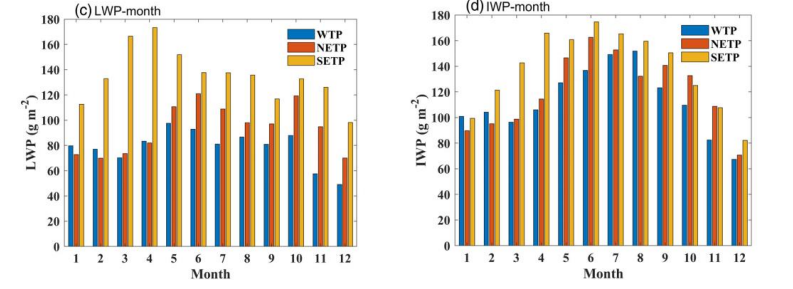 (c) LWP-month
180
160
140
120
100
80
60
40
20
0
LWP (g m-2)
WTP
NETP
SETP
1 2 3 4 5 6 7 8 9 10 11 12
Month
(d) IWP-month
180
160
140
120
100
80
60
40
20
0
IWP (g m-2)
WTP
NETP
SETP
1 2 3 4 5 6 7 8 9 10 11 12
Month